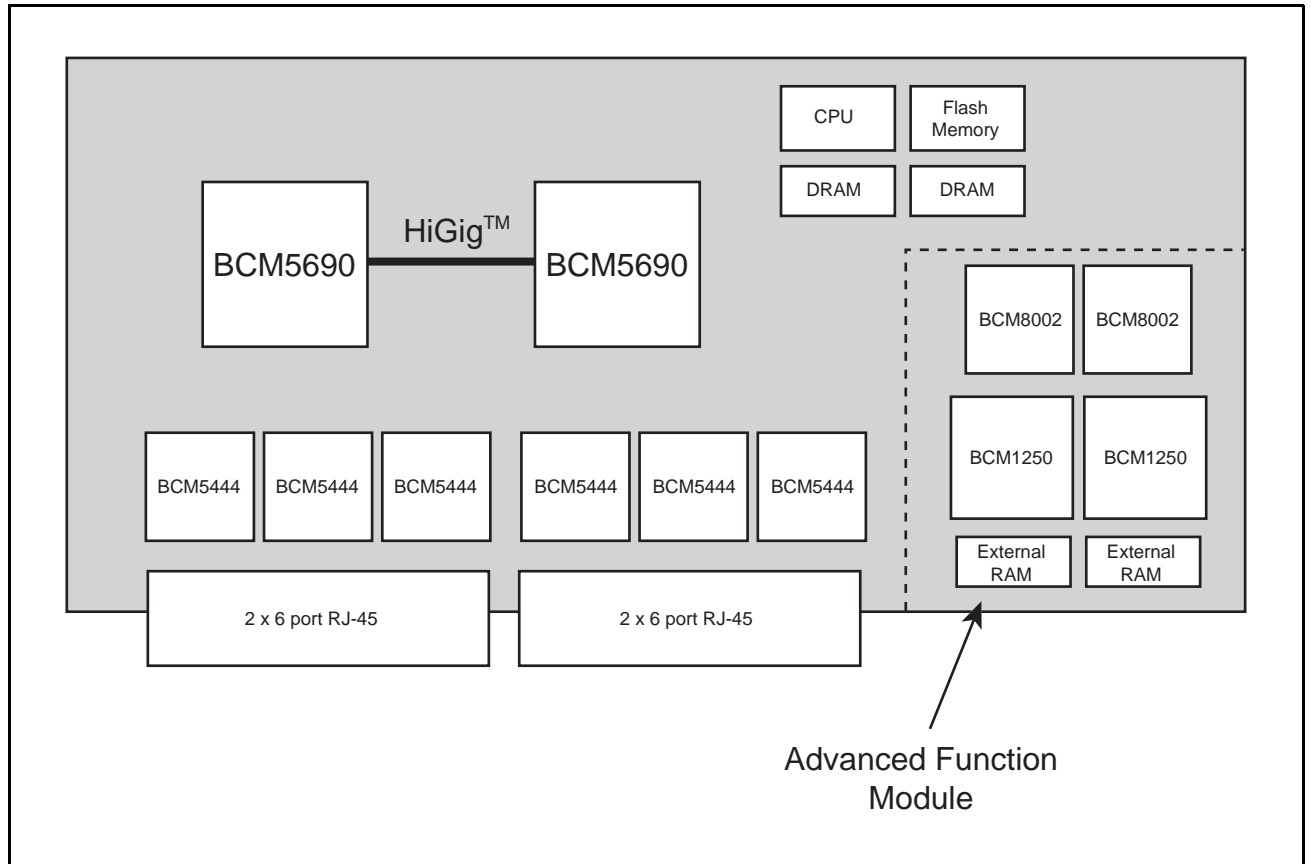 CPU
Flash
Memory
DRAM
DRAM
BCM5690
HiGig™
BCM5690
BCM8002
BCM8002
BCM1250
BCM1250
BCM5444
BCM5444
BCM5444
BCM5444
BCM5444
BCM5444
External
RAM
External
RAM
2 x 6 port RJ-45
2 x 6 port RJ-45
Advanced Function
Module